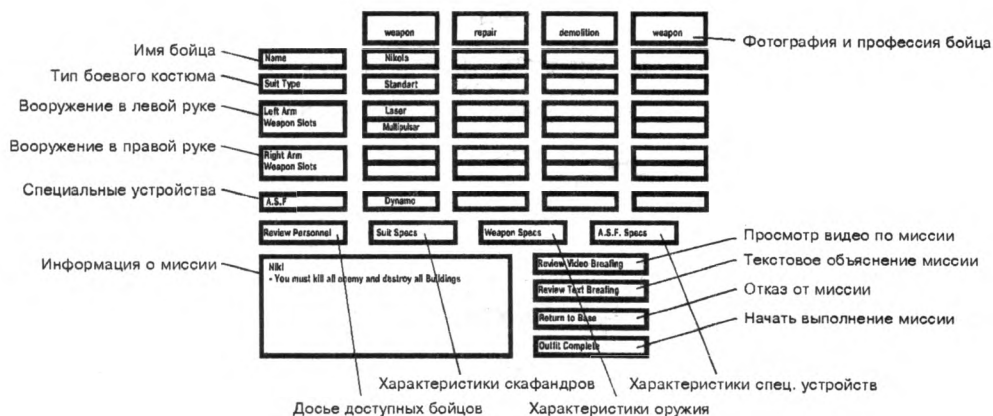 weapon repair demolition weapon
Фотография и профессия бойца
Имя бойца
Name Nikola
Тип боевого костюма
Suit Type Standart
Вооружение в левой руке
Left Arm
Weapon Slots
Laser
Multipulsar
Вооружение в правой руке
Right Arm
Weapon Slots
Специальные устройства
A.S.F Dynamo
Review Personnel Suit Specs Weapon Specs A.S.F. Specs
Информация о миссии
Niki
- You must kill all enemy and destroy all Buildings
Review Video Breafing
Просмотр видео по миссии
Review Text Breafing
Текстовое объяснение миссии
Return to Base
Отказ от миссии
Outfit Complete
Начать выполнение миссии
Характеристики скафандров Характеристики спец. устройств
Досье доступных бойцов Характеристики оружия